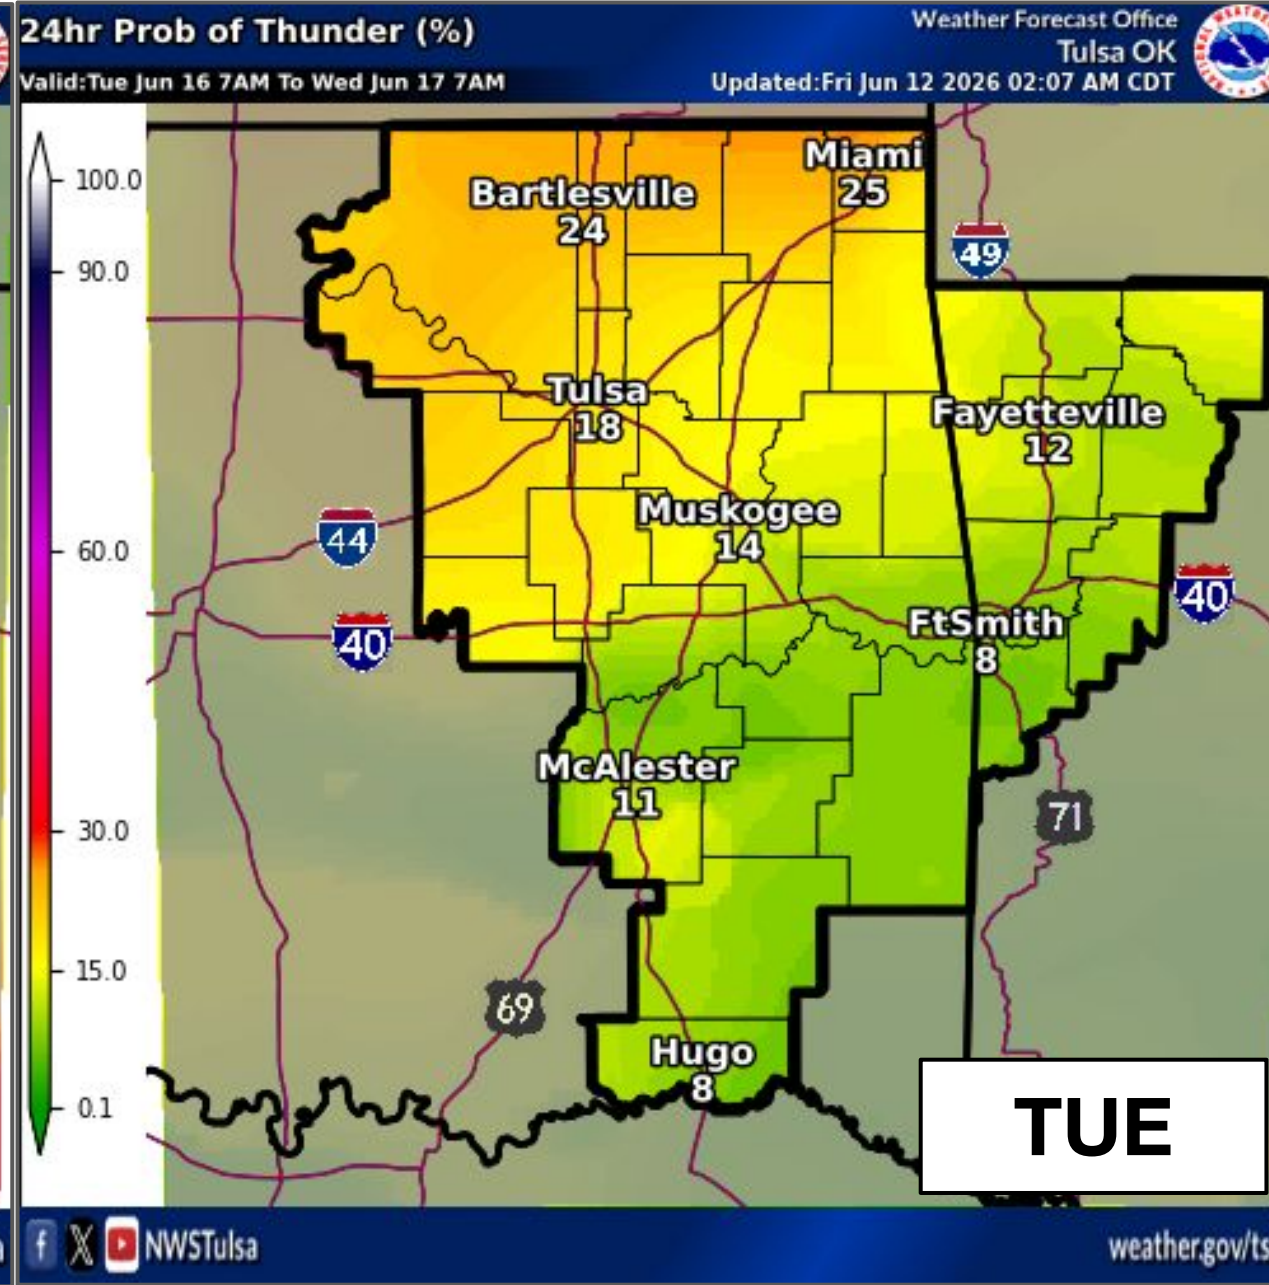 24hr Prob of Thunder (%)
Weather Forecast Office
Tulsa OK
Valid:Tue Jun 16 7AM To Wed Jun 17 7AM
Updated:Fri Jun 12 2026 02:07 AM CDT
100.0
90.0
60.0
30.0
15.0
0.1
Miami
25
Bartlesville
24
49
Tulsa
18
Fayetteville
12
44
Muskogee
14
40
40
FtSmith
8
McAlester
11
71
69
Hugo
8
TUE
NWSTulsa
weather.gov/ts